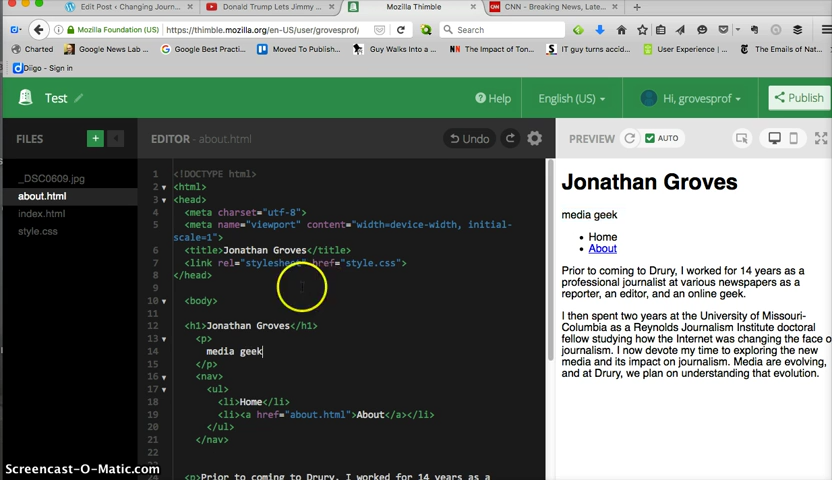 Edit Post ‹ Changing Journ...
Donald Trump Lets Jimmy ...
Mozilla Thimble
CNN - Breaking News, Late...
Mozilla Foundation (US)
https://thimble.mozilla.org/en-US/user/grovesprof/
Search
Charted
Google News Lab -...
Google Best Practic...
Moved To Publishi...
Guy Walks Into a ...
NN
The Impact of Ton...
IT guy turns accid...
User Experience |...
The Emails of Nat...
Diigo - Sign in
Test
Help
English (US)
Hi, grovesprof
Publish
FILES
EDITOR - about.html
Undo
PREVIEW
AUTO
_DSC0609.jpg
about.html
index.html
style.css
1 <!DOCTYPE html>
2 <html>
3 <head>
4 <meta charset="utf-8">
5 <meta name="viewport" content="width=device-width, initial-
scale=1">
6 <title>Jonathan Groves</title>
7 <link rel="stylesheet" href="style.css">
8 </head>
9
10 <body>
11
12 <h1>Jonathan Groves</h1>
13 <p>
14 media geek
15 </p>
16 <nav>
17 <ul>
18 <li>Home</li>
19 <li><a href="about.html">About</a></li>
20 </ul>
21 </nav>
22
24 <p>Prior to coming to Drury, I worked for 14 years as a
Jonathan Groves
media geek
Home
About
Prior to coming to Drury, I worked for 14 years as a
professional journalist at various newspapers as a
reporter, an editor, and an online geek.
I then spent two years at the University of Missouri-
Columbia as a Reynolds Journalism Institute doctoral
fellow studying how the Internet was changing the face o
journalism. I now devote my time to exploring the new
media and its impact on journalism. Media are evolving,
and at Drury, we plan on understanding that evolution.
Screencast-O-Matic.com